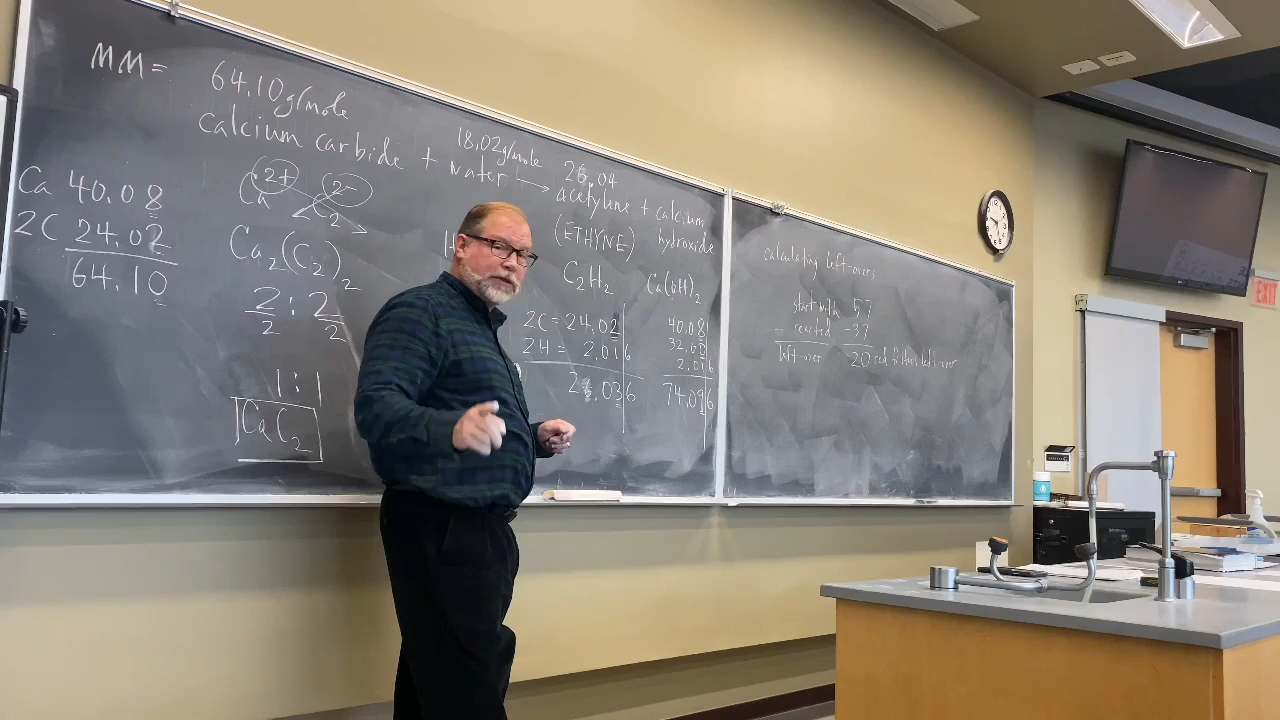 MM = 64.10 g/mole
calcium carbide + water → acetylene + calcium
18.02 g/mole
26.04
(ETHYNE) hydroxide
Ca 40.08
2C 24.02
64.10
Ca 2+ C2 2-
Ca2(C2)2
2 : 2
2 2
1 : 1
CaC2
H
C2H2 Ca(OH)2
2C = 24.02
2H = 2.016
26.036
40.08
32.00
2.016
74.096
calculating left-overs
start with 57
- reacted -37
left-over 20
left-over
EXIT